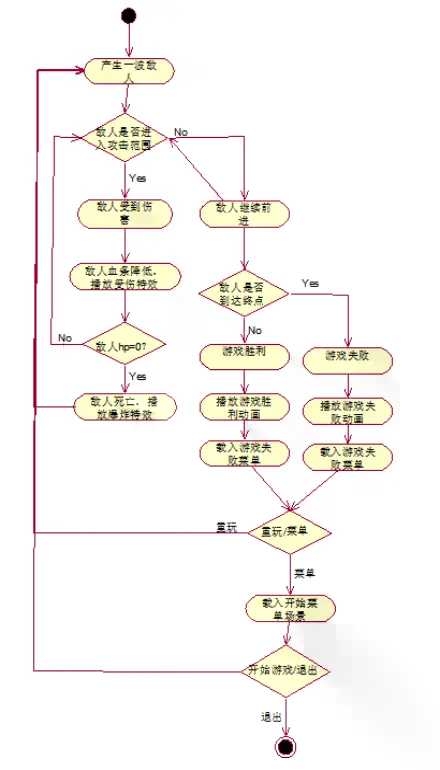 产生一波敌
人
敌人是否进
入攻击范围
No
Yes
敌人受到伤
害
敌人继续前
进
敌人血条降低，
播放受伤特效
敌人是否
到达终点
Yes
No
No
敌人hp=0?
游戏胜利
游戏失败
Yes
敌人死亡，播
放爆炸特效
播放游戏胜
利动画
播放游戏失
败动画
载入游戏失
败菜单
载入游戏失
败菜单
重玩
重玩/菜单
菜单
载入开始菜
单场景
开始游戏/退出
退出